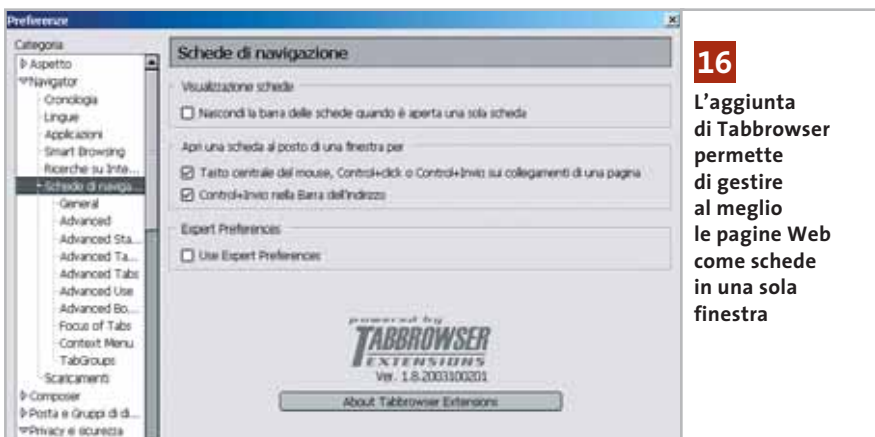 Preferenze
Categoria
Aspetto
Navigator
Cronologia
Lingue
Applicazioni
Smart Browsing
Ricerche su Inte...
Schede di naviga...
General
Advanced
Advanced Sta...
Advanced Ta...
Advanced Tabs
Advanced Use
Advanced Bo...
Focus of Tabs
Context Menu
TabGroups
Scaricamenti
Composer
Posta e Gruppi di di...
Privacy e sicurezza
Schede di navigazione
Visualizzazione schede
Nascondi la barra delle schede quando è aperta una sola scheda
Apri una scheda al posto di una finestra per
Tasto centrale del mouse, Control+click o Control+Invio sui collegamenti di una pagina
Control+Invio nella Barra dell'indirizzo
Expert Preferences
Use Expert Preferences
powered by
TABBROWSER
EXTENSIONS
Ver. 1.8.2003100201
About Tabbrowser Extensions
16
L'aggiunta
di Tabbrowser
permette
di gestire
al meglio
le pagine Web
come schede
in una sola
finestra